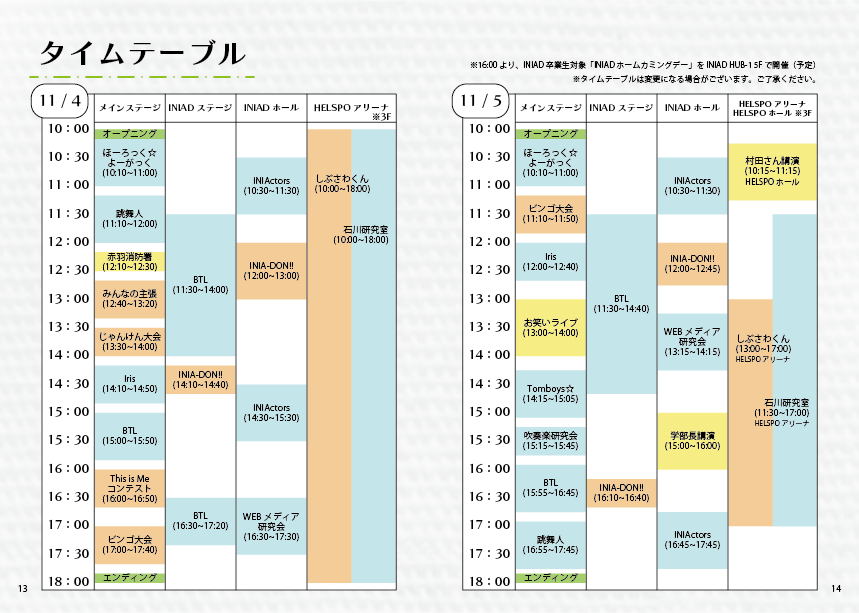 タイムテーブル
※16:00 より、INIAD 卒業生対象「INIAD ホームカミングデー」を INIAD HUB-1 5F で開催（予定）
※タイムテーブルは変更になる場合がございます。ご了承ください。
11 / 4
メインステージ
INIAD ステージ
INIAD ホール
HELSPO アリーナ
※3F
10：00
10：30
11：00
11：30
12：00
12：30
13：00
13：30
14：00
14：30
15：00
15：30
16：00
16：30
17：00
17：30
18：00
オープニング
ほーろっく☆
よーがっく
(10:10~11:00)
跳舞人
(11:10~12:00)
赤羽消防署
(12:10~12:30)
みんなの主張
(12:40~13:20)
じゃんけん大会
(13:30~14:00)
Iris
(14:10~14:50)
BTL
(15:00~15:50)
This is Me
コンテスト
(16:00~16:50)
ビンゴ大会
(17:00~17:40)
エンディング
BTL
(11:30~14:00)
INIA-DON!!
(14:10~14:40)
BTL
(16:30~17:20)
INIActors
(10:30~11:30)
INIA-DON!!
(12:00~13:00)
INIActors
(14:30~15:30)
WEB メディア
研究会
(16:30~17:30)
しぶさわくん
(10:00~18:00)
石川研究室
(10:00~18:00)
13
11 / 5
メインステージ
INIAD ステージ
INIAD ホール
HELSPO アリーナ
HELSPO ホール ※3F
10：00
10：30
11：00
11：30
12：00
12：30
13：00
13：30
14：00
14：30
15：00
15：30
16：00
16：30
17：00
17：30
18：00
オープニング
ほーろっく☆
よーがっく
(10:10~11:00)
ビンゴ大会
(11:10~11:50)
Iris
(12:00~12:40)
お笑いライブ
(13:00~14:00)
Tomboys☆
(14:15~15:05)
吹奏楽研究会
(15:15~15:45)
BTL
(15:55~16:45)
跳舞人
(16:55~17:45)
エンディング
BTL
(11:30~14:40)
INIA-DON!!
(16:10~16:40)
INIActors
(10:30~11:30)
INIA-DON!!
(12:00~12:45)
WEB メディア
研究会
(13:15~14:15)
学部長講演
(15:00~16:00)
INIActors
(16:45~17:45)
村田さん講演
(10:15~11:15)
HELSPO ホール
しぶさわくん
(13:00~17:00)
HELSPO アリーナ
石川研究室
(11:30~17:00)
HELSPO アリーナ
14